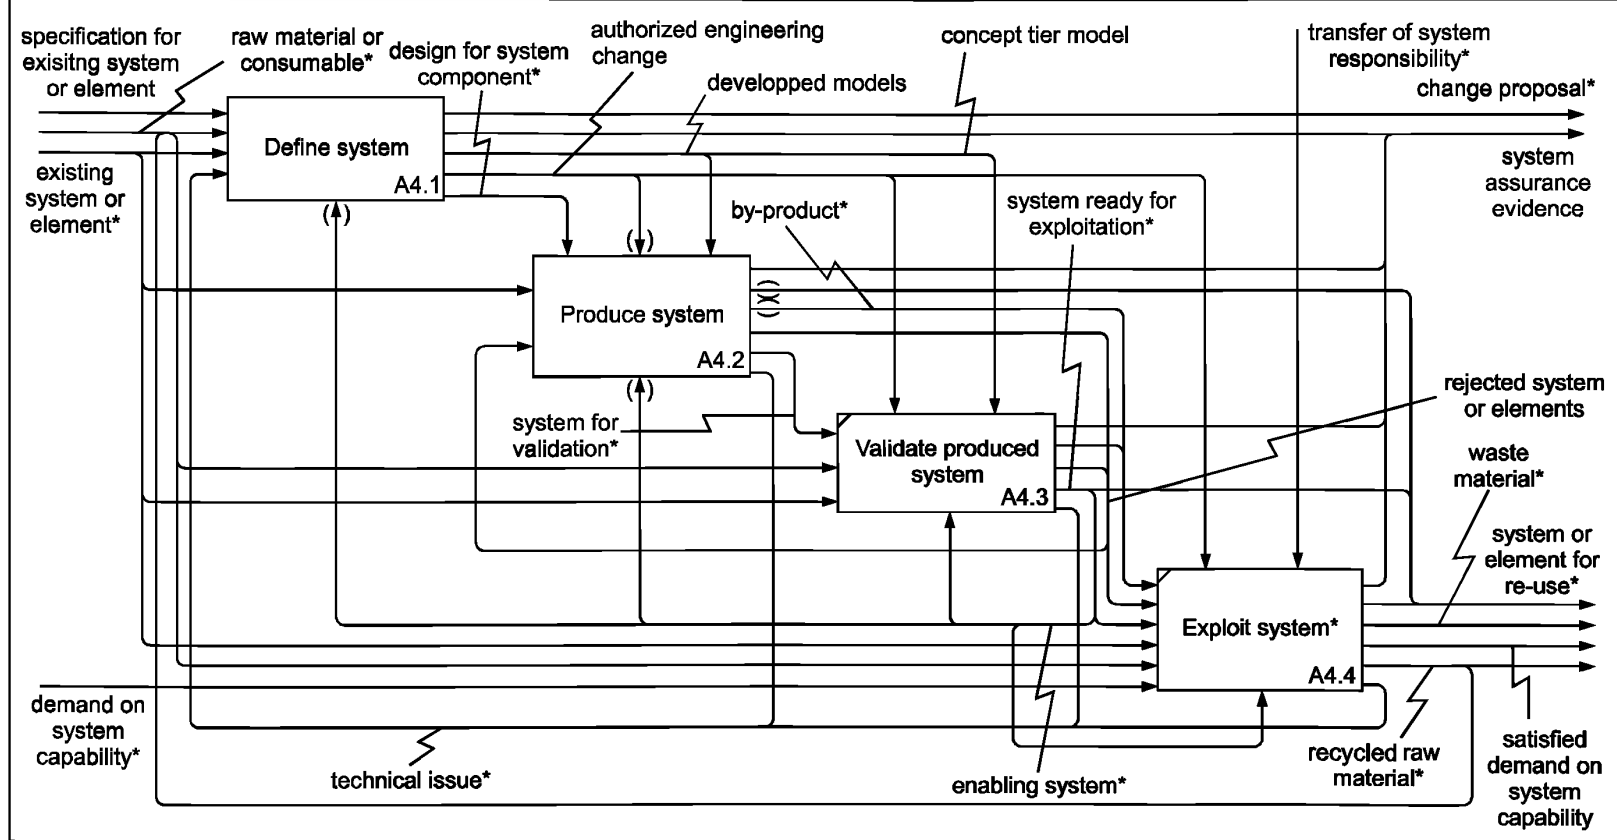 specification for
exisitng system
or element
raw material or
consumable*
design for system
component*
authorized engineering
change
developped models
concept tier model
transfer of system
responsibility*
change proposal*
Define system
A4.1
existing
system or
element*
system
assurance
evidence
( )
by-product*
system ready for
exploitation*
( )
Produce system
A4.2
( )
( )
( )
rejected system
or elements
system for
validation*
Validate produced
system
A4.3
waste
material*
system or
element for
re-use*
Exploit system*
A4.4
demand on
system
capability*
technical issue*
enabling system*
recycled raw
material*
satisfied
demand on
system
capability